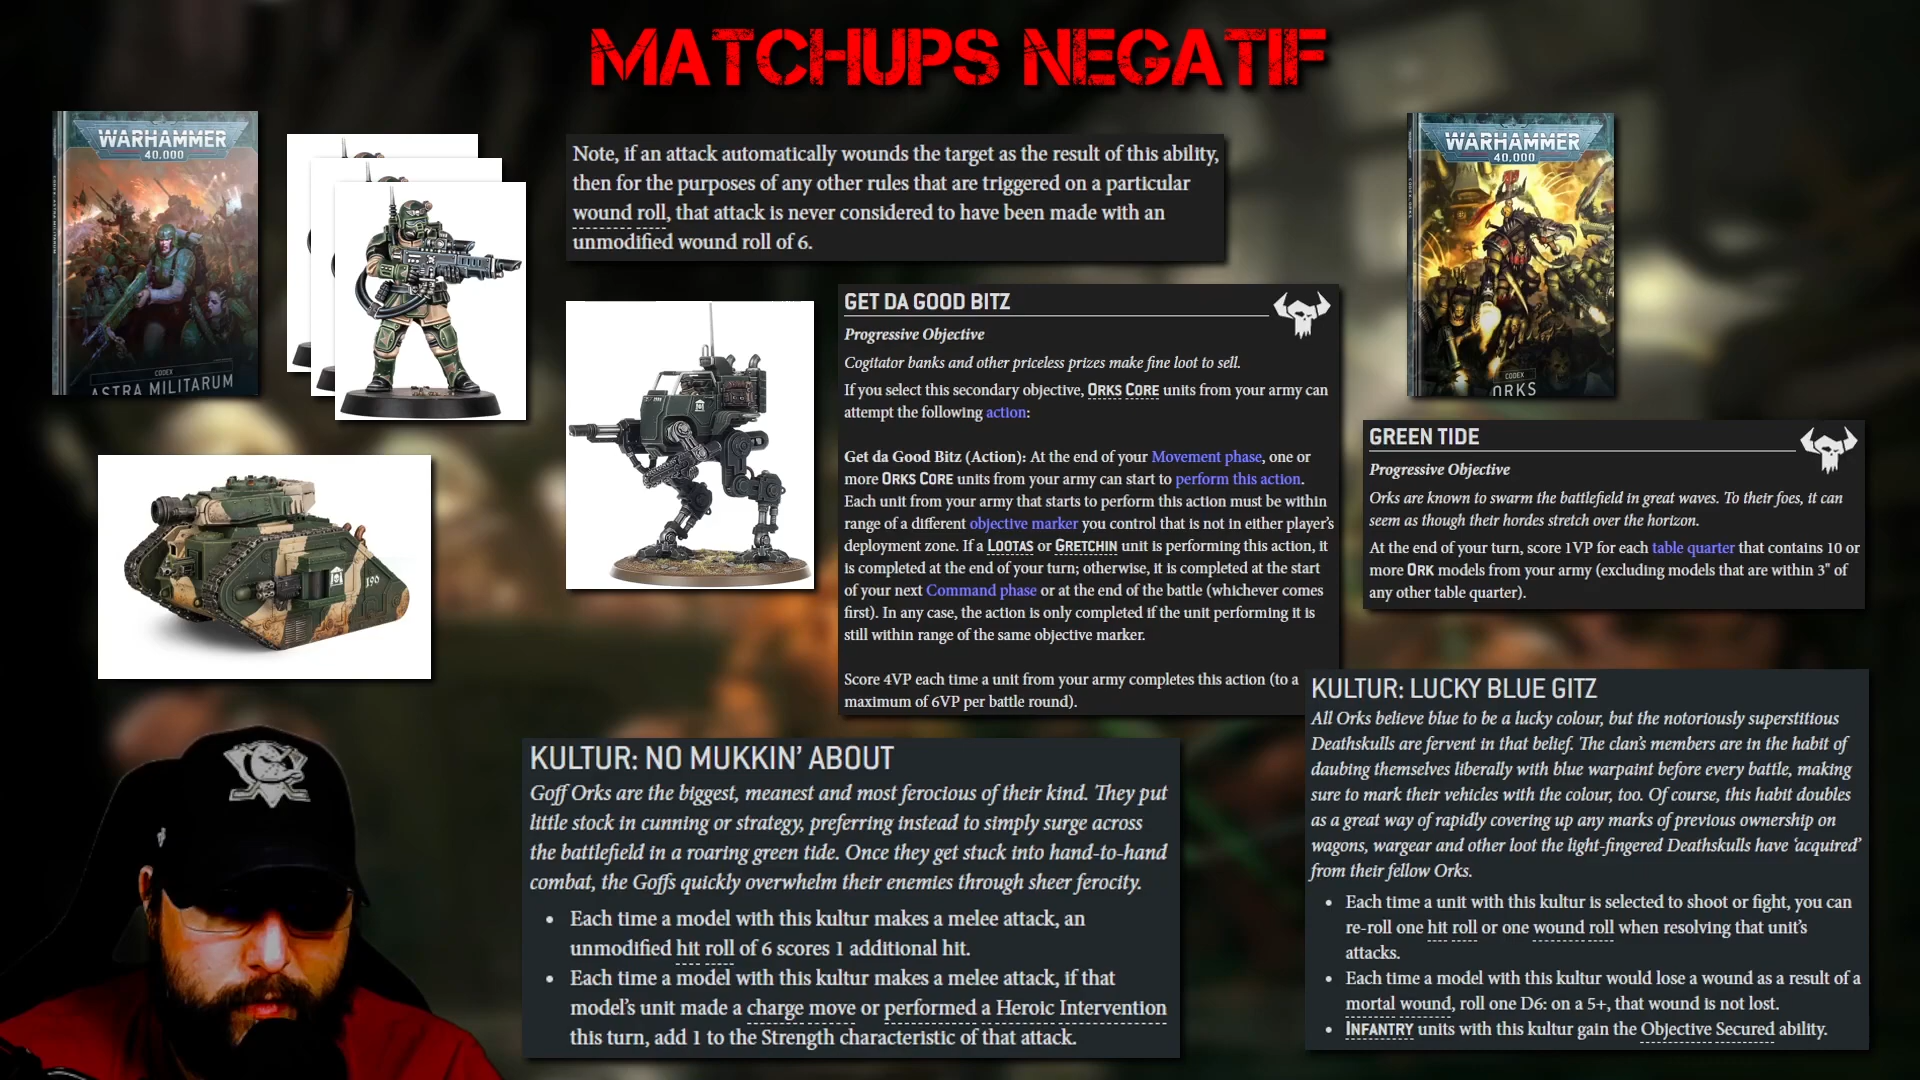 MATCHUPS NEGATIF
WARHAMMER
40,000
CODEX
ASTRA MILITARUM
Note, if an attack automatically wounds the target as the result of this ability,
then for the purposes of any other rules that are triggered on a particular
wound roll, that attack is never considered to have been made with an
unmodified wound roll of 6.
WARHAMMER
40,000
CODEX
ORKS
GET DA GOOD BITZ
Progressive Objective
Cogitator banks and other priceless prizes make fine loot to sell.
If you select this secondary objective, ORKS CORE units from your army can
attempt the following action:
Get da Good Bitz (Action): At the end of your Movement phase, one or
more ORKS CORE units from your army can start to perform this action.
Each unit from your army that starts to perform this action must be within
range of a different objective marker you control that is not in either player's
deployment zone. If a LOOTAS or GRETCHIN unit is performing this action, it
is completed at the end of your turn; otherwise, it is completed at the start
of your next Command phase or at the end of the battle (whichever comes
first). In any case, the action is only completed if the unit performing it is
still within range of the same objective marker.
Score 4VP each time a unit from your army completes this action (to a
maximum of 6VP per battle round).
GREEN TIDE
Progressive Objective
Orks are known to swarm the battlefield in great waves. To their foes, it can
seem as though their hordes stretch over the horizon.
At the end of your turn, score 1VP for each table quarter that contains 10 or
more ORK models from your army (excluding models that are within 3" of
any other table quarter).
190
KULTUR: NO MUKKIN' ABOUT
Goff Orks are the biggest, meanest and most ferocious of their kind. They put
little stock in cunning or strategy, preferring instead to simply surge across
the battlefield in a roaring green tide. Once they get stuck into hand-to-hand
combat, the Goffs quickly overwhelm their enemies through sheer ferocity.
• Each time a model with this kultur makes a melee attack, an
unmodified hit roll of 6 scores 1 additional hit.
• Each time a model with this kultur makes a melee attack, if that
model's unit made a charge move or performed a Heroic Intervention
this turn, add 1 to the Strength characteristic of that attack.
KULTUR: LUCKY BLUE GITZ
All Orks believe blue to be a lucky colour, but the notoriously superstitious
Deathskulls are fervent in that belief. The clan's members are in the habit of
daubing themselves liberally with blue warpaint before every battle, making
sure to mark their vehicles with the colour, too. Of course, this habit doubles
as a great way of rapidly covering up any marks of previous ownership on
wagons, wargear and other loot the light-fingered Deathskulls have 'acquired'
from their fellow Orks.
• Each time a unit with this kultur is selected to shoot or fight, you can
re-roll one hit roll or one wound roll when resolving that unit's
attacks.
• Each time a model with this kultur would lose a wound as a result of a
mortal wound, roll one D6: on a 5+, that wound is not lost.
• INFANTRY units with this kultur gain the Objective Secured ability.